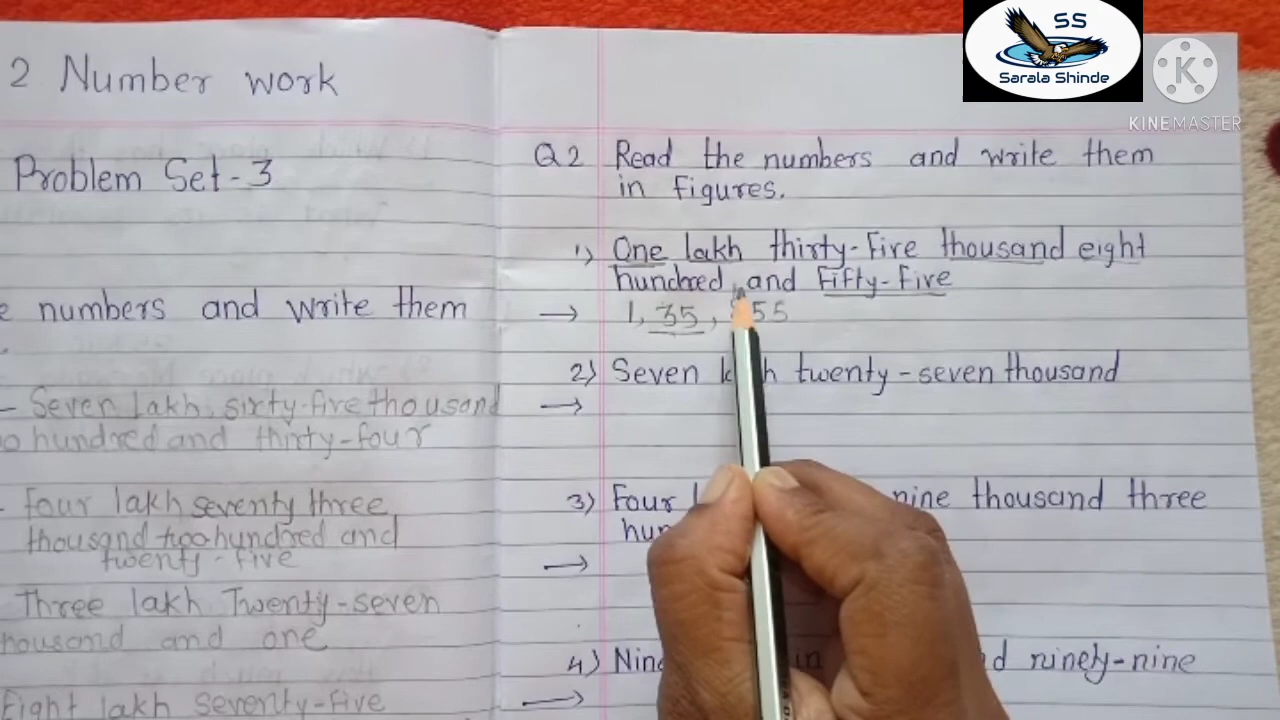 SS
Sarala Shinde
K
KINEMASTER
2 Number work
Problem Set-3
numbers and write them
- Seven lakh, sixty-five thousand
hundred and thirty-four
- Four lakh seventy three
thousand two hundred and
twenty-five
Three lakh Twenty-seven
and one
Eight lakh seventy-five
Q2 Read the numbers and write them
in figures.
1) One lakh thirty-five thousand eight
hundred and Fifty-five
→ 1,35,855
2) Seven lakh twenty-seven thousand
→
3) Four nine thousand three
→
4) ninety-nine
→